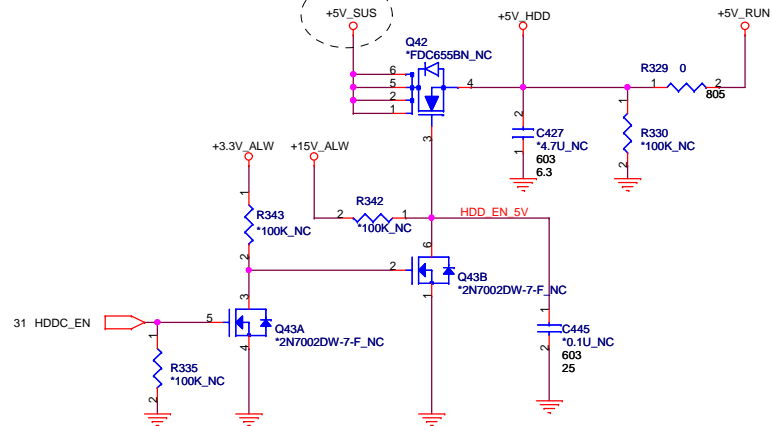 +5V_SUS
+5V_HDD
+5V_RUN
Q42
*FDC655BN_NC
6
5
2
1
4
3
R329 0
1
2
805
2
1
C427
*4.7U_NC
603
6.3
1
2
R330
*100K_NC
+3.3V_ALW
+15V_ALW
1
R343
*100K_NC
2
R342
2
1
*100K_NC
HDD_EN_5V
6
2
1
Q43B
*2N7002DW-7-F_NC
31 HDDC_EN
5
3
4
Q43A
*2N7002DW-7-F_NC
1
R335
*100K_NC
2
1
2
C445
*0.1U_NC
603
25